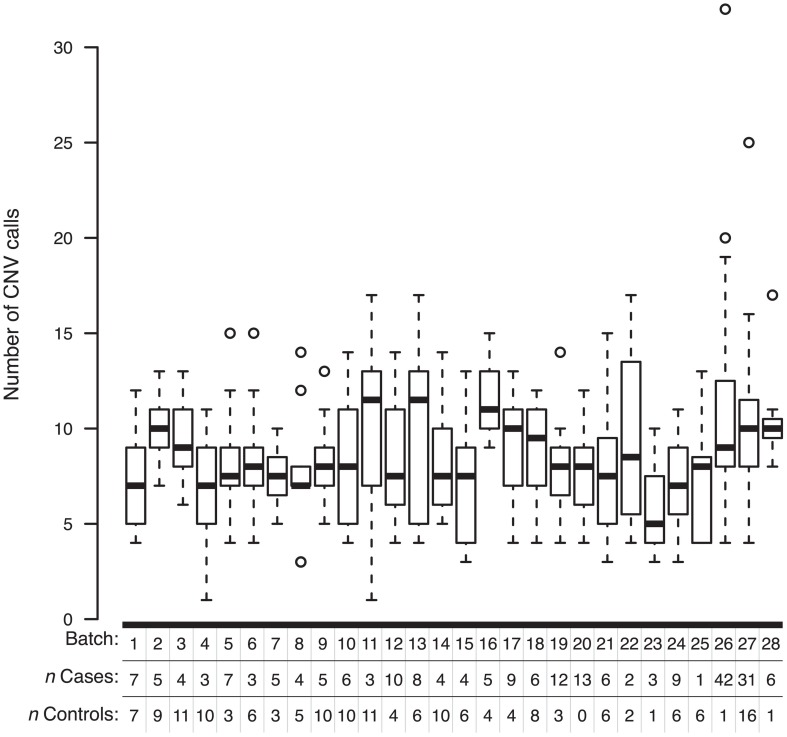 Number of CNV calls
30
25
20
15
10
5
0
Batch: 1 2 3 4 5 6 7 8 9 10 11 12 13 14 15 16 17 18 19 20 21 22 23 24 25 26 27 28
n Cases: 7 5 4 3 7 3 5 4 5 6 3 10 8 4 4 5 9 6 12 13 6 2 3 9 1 42 31 6
n Controls: 7 9 11 10 3 6 3 5 10 10 11 4 6 10 6 4 4 8 3 0 6 2 1 6 6 1 16 1